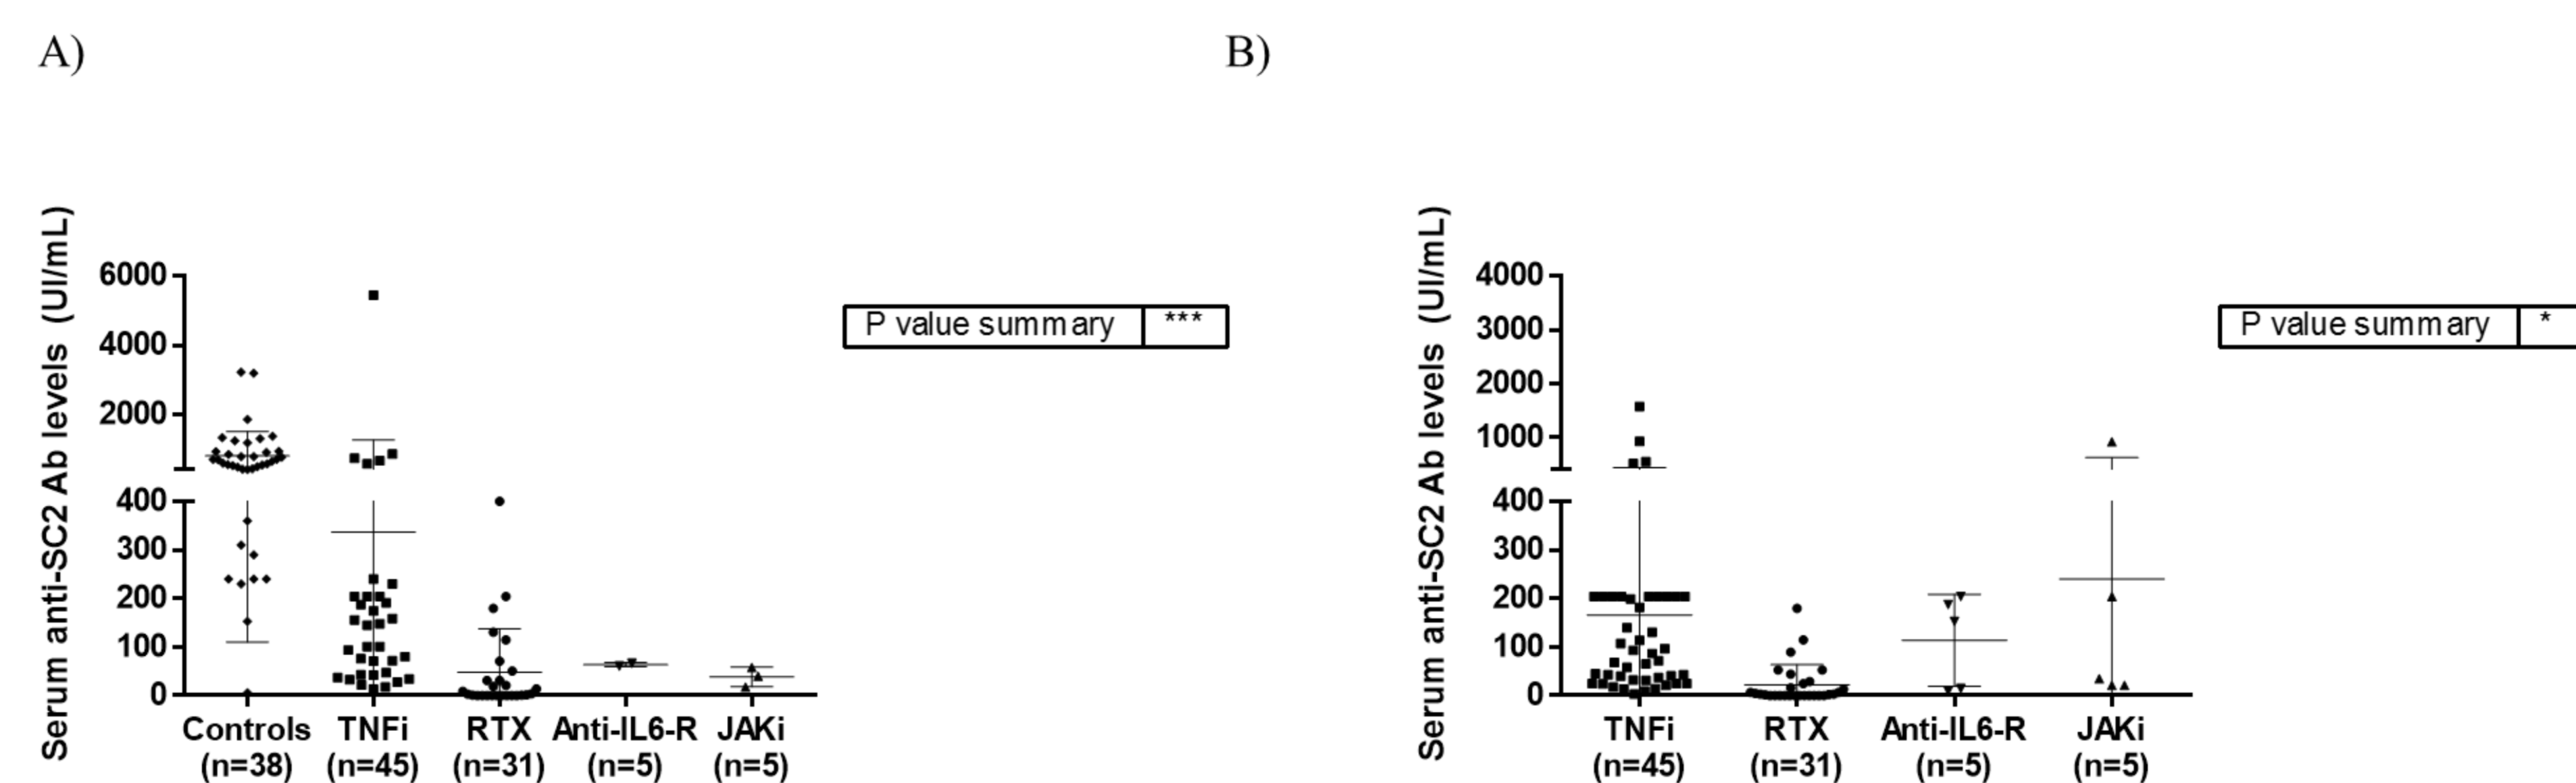 A)
Serum anti-SC2 Ab levels (UI/mL)
6000
4000
2000
400
300
200
100
0
Controls TNFi RTX Anti-IL6-R JAKi
(n=38) (n=45) (n=31) (n=5) (n=5)
P value summary ***
B)
Serum anti-SC2 Ab levels (UI/mL)
4000
3000
2000
1000
400
300
200
100
0
TNFi RTX Anti-IL6-R JAKi
(n=45) (n=31) (n=5) (n=5)
P value summary *